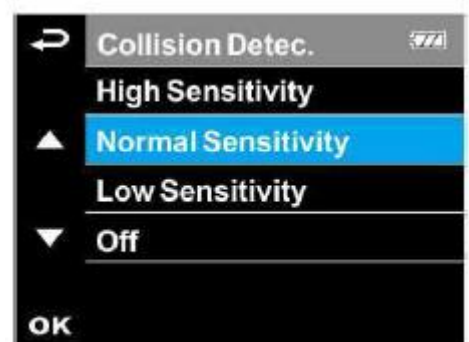 Collision Detec.
High Sensitivity
Normal Sensitivity
Low Sensitivity
Off
OK